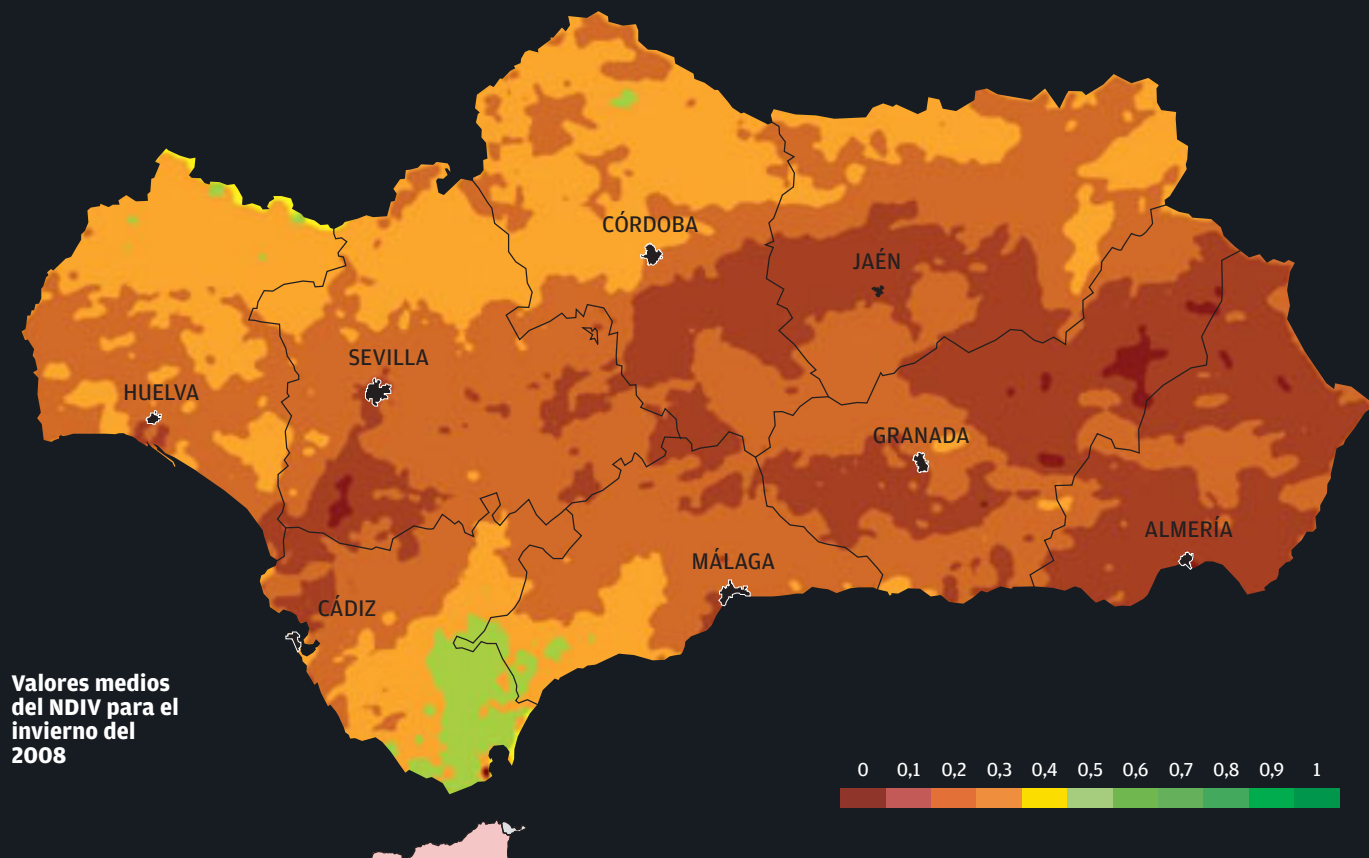 CÓRDOBA
JAÉN
SEVILLA
HUELVA
GRANADA
ALMERÍA
MÁLAGA
CÁDIZ
Valores medios
del NDIV para el
invierno del
2008
0 0,1 0,2 0,3 0,4 0,5 0,6 0,7 0,8 0,9 1